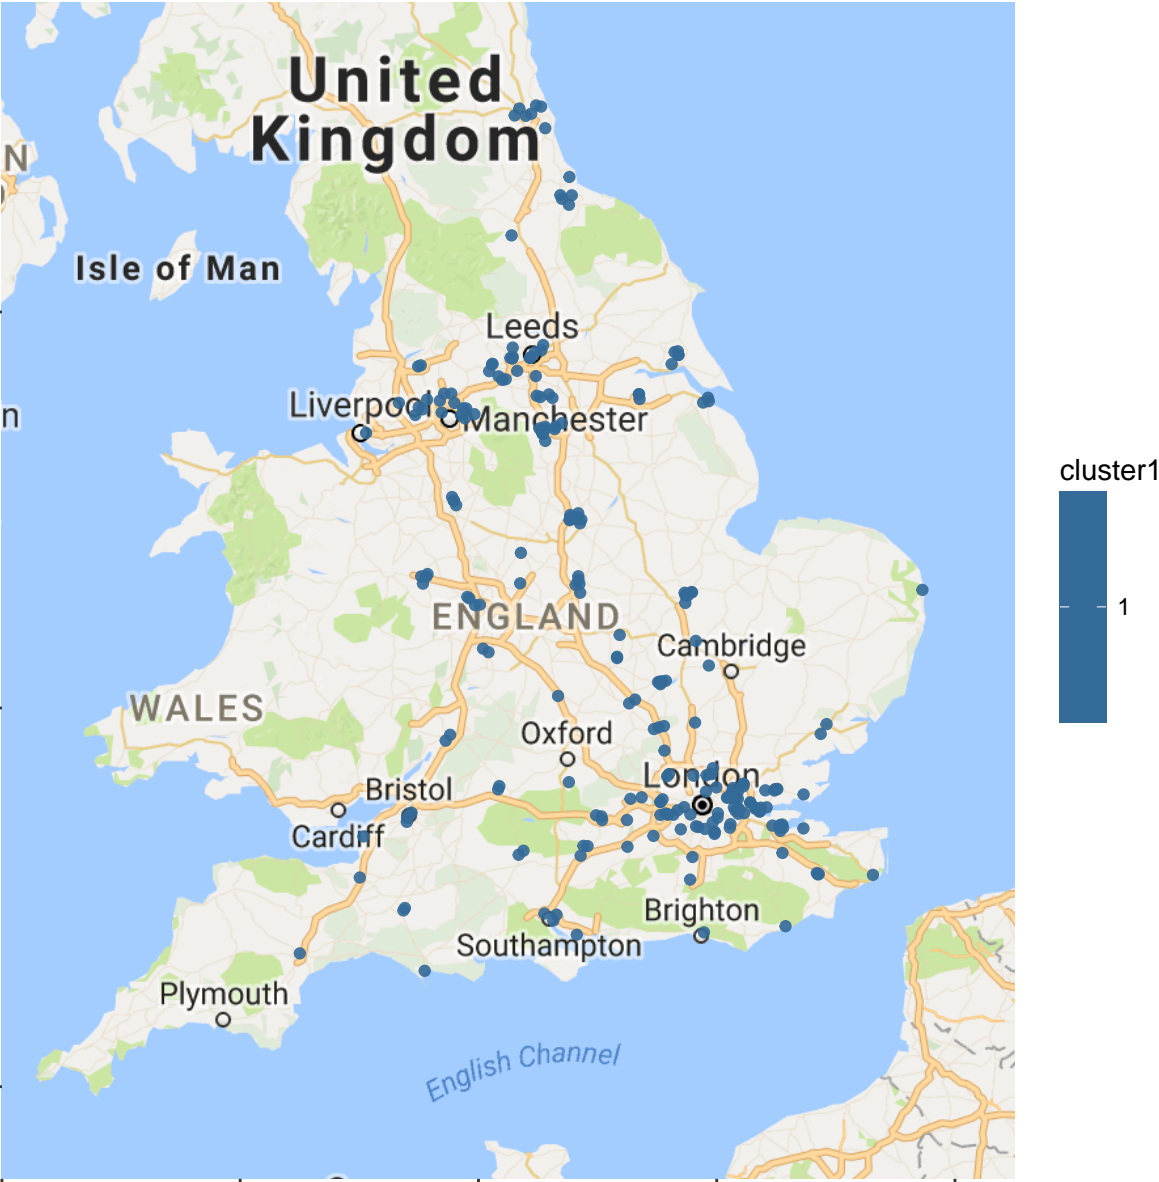 United
Kingdom
N
Isle of Man
Leeds
Liverpool
Manchester
n
cluster1
1
ENGLAND
Cambridge
WALES
Oxford
London
Bristol
Cardiff
Brighton
Southampton
Plymouth
English Channel